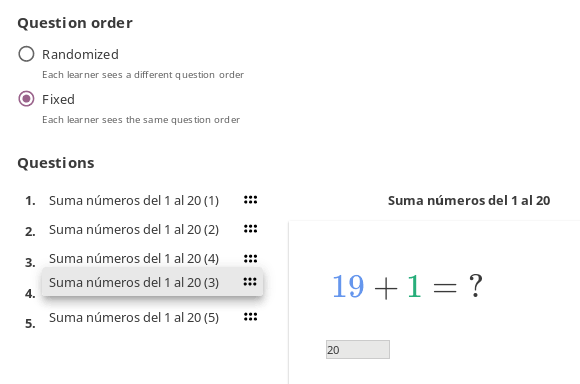 Question order
Randomized
Each learner sees a different question order
Fixed
Each learner sees the same question order
Questions
1. Suma números del 1 al 20 (1)
2. Suma números del 1 al 20 (2)
3. Suma números del 1 al 20 (4)
4. Suma números del 1 al 20 (3)
5. Suma números del 1 al 20 (5)
Suma números del 1 al 20
19 + 1 = ?
20